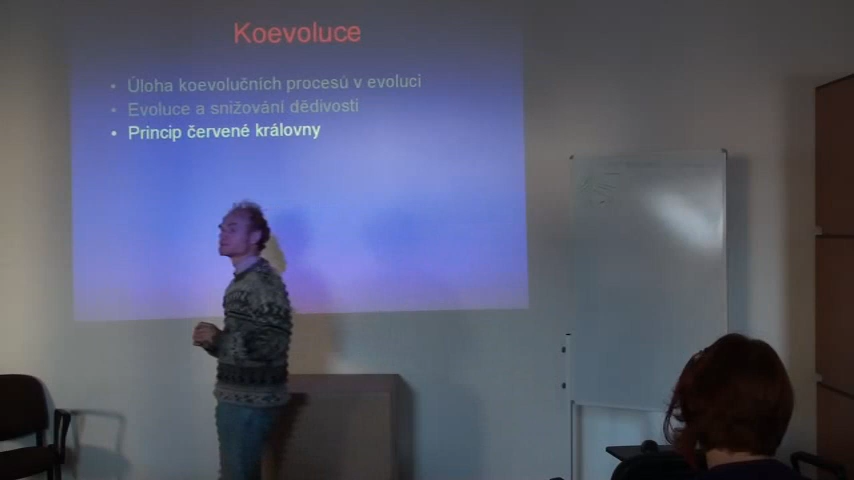 Koevoluce
• Úloha koevolučních procesů v evoluci
• Evoluce a snižování dědivosti
• Princip červené královny